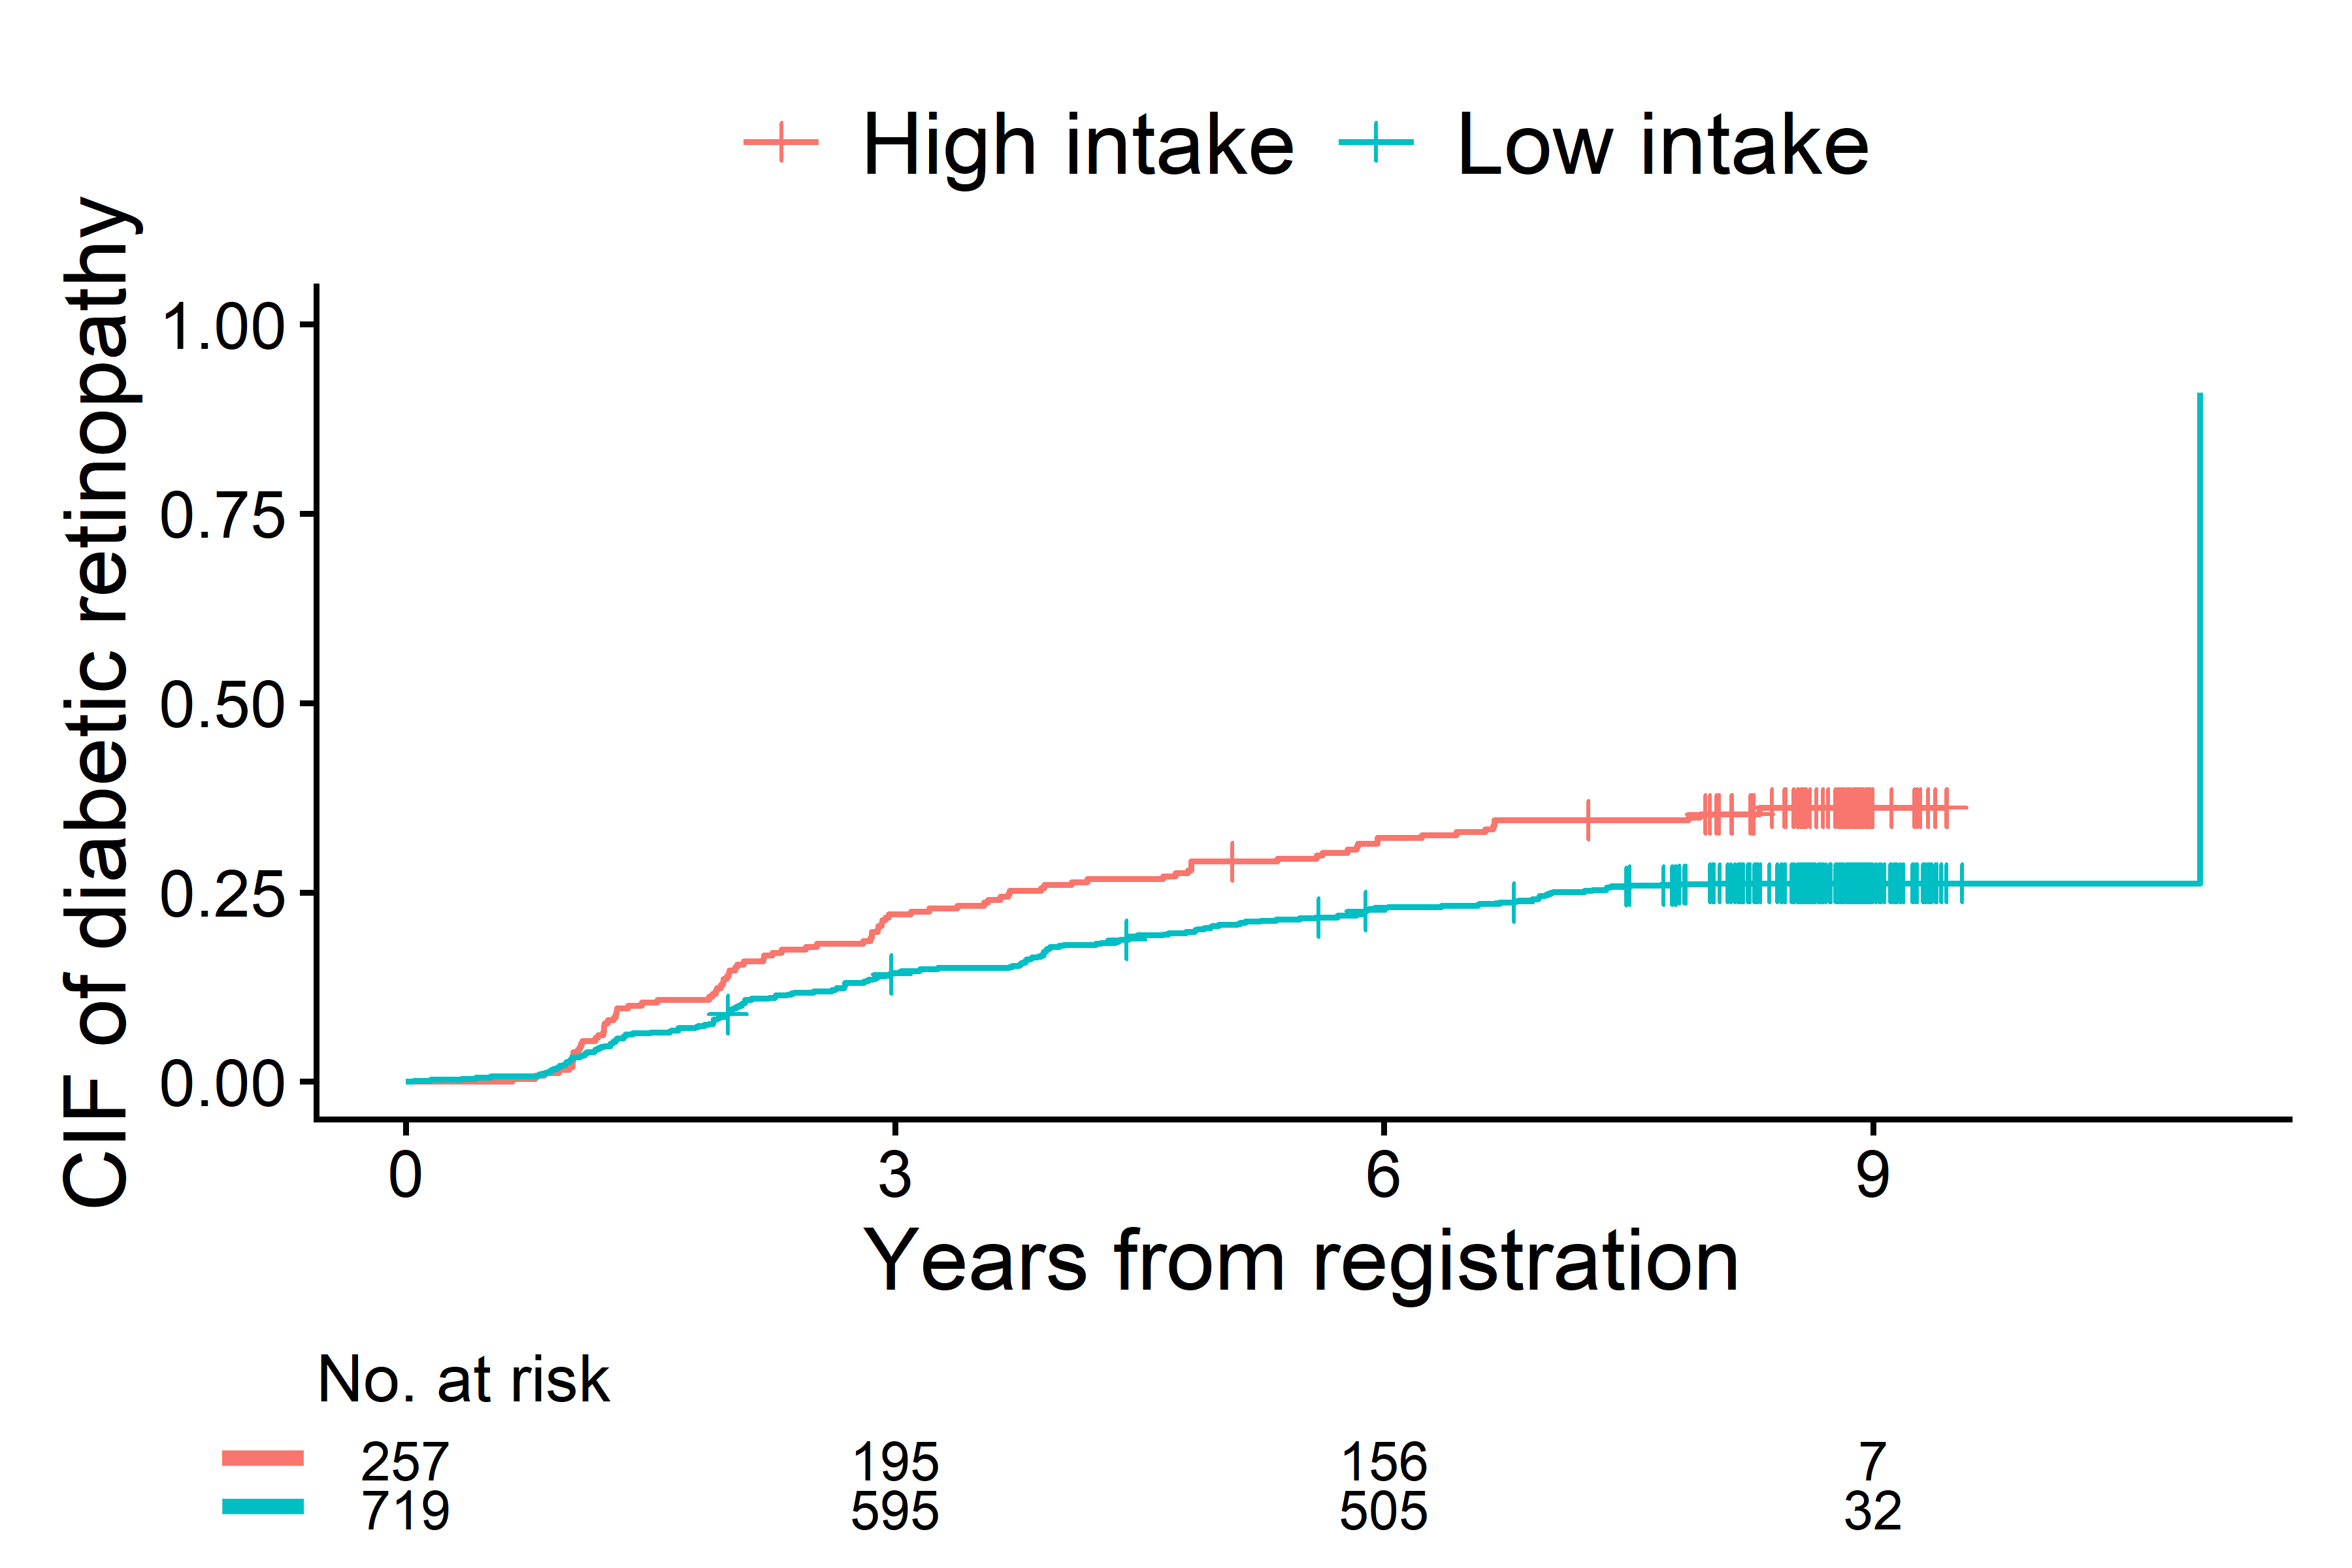 High intake Low intake
CIF of diabetic retinopathy
1.00
0.75
0.50
0.25
0.00
0 3 6 9
Years from registration
No. at risk
257 195 156 7
719 595 505 32